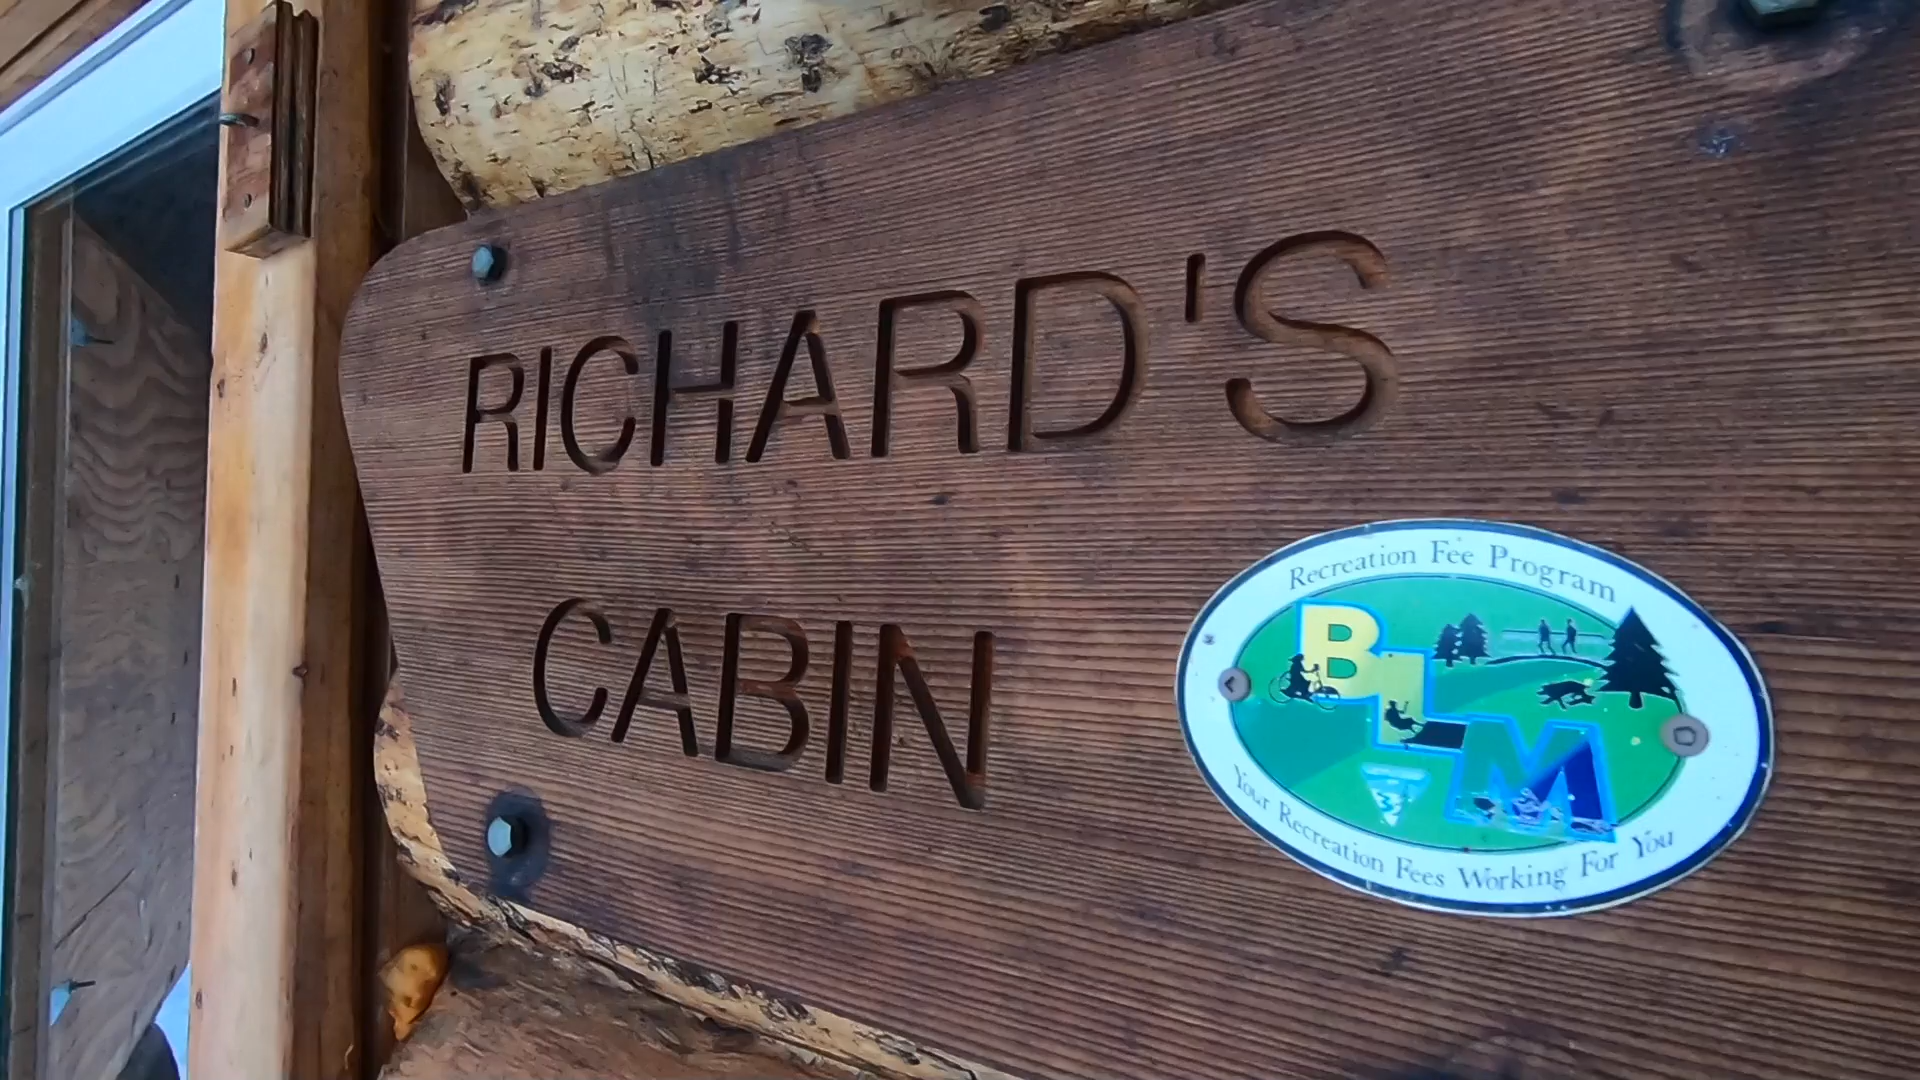 RICHARD'S
CABIN
Recreation Fee Program
BLM
Your Recreation Fees Working For You